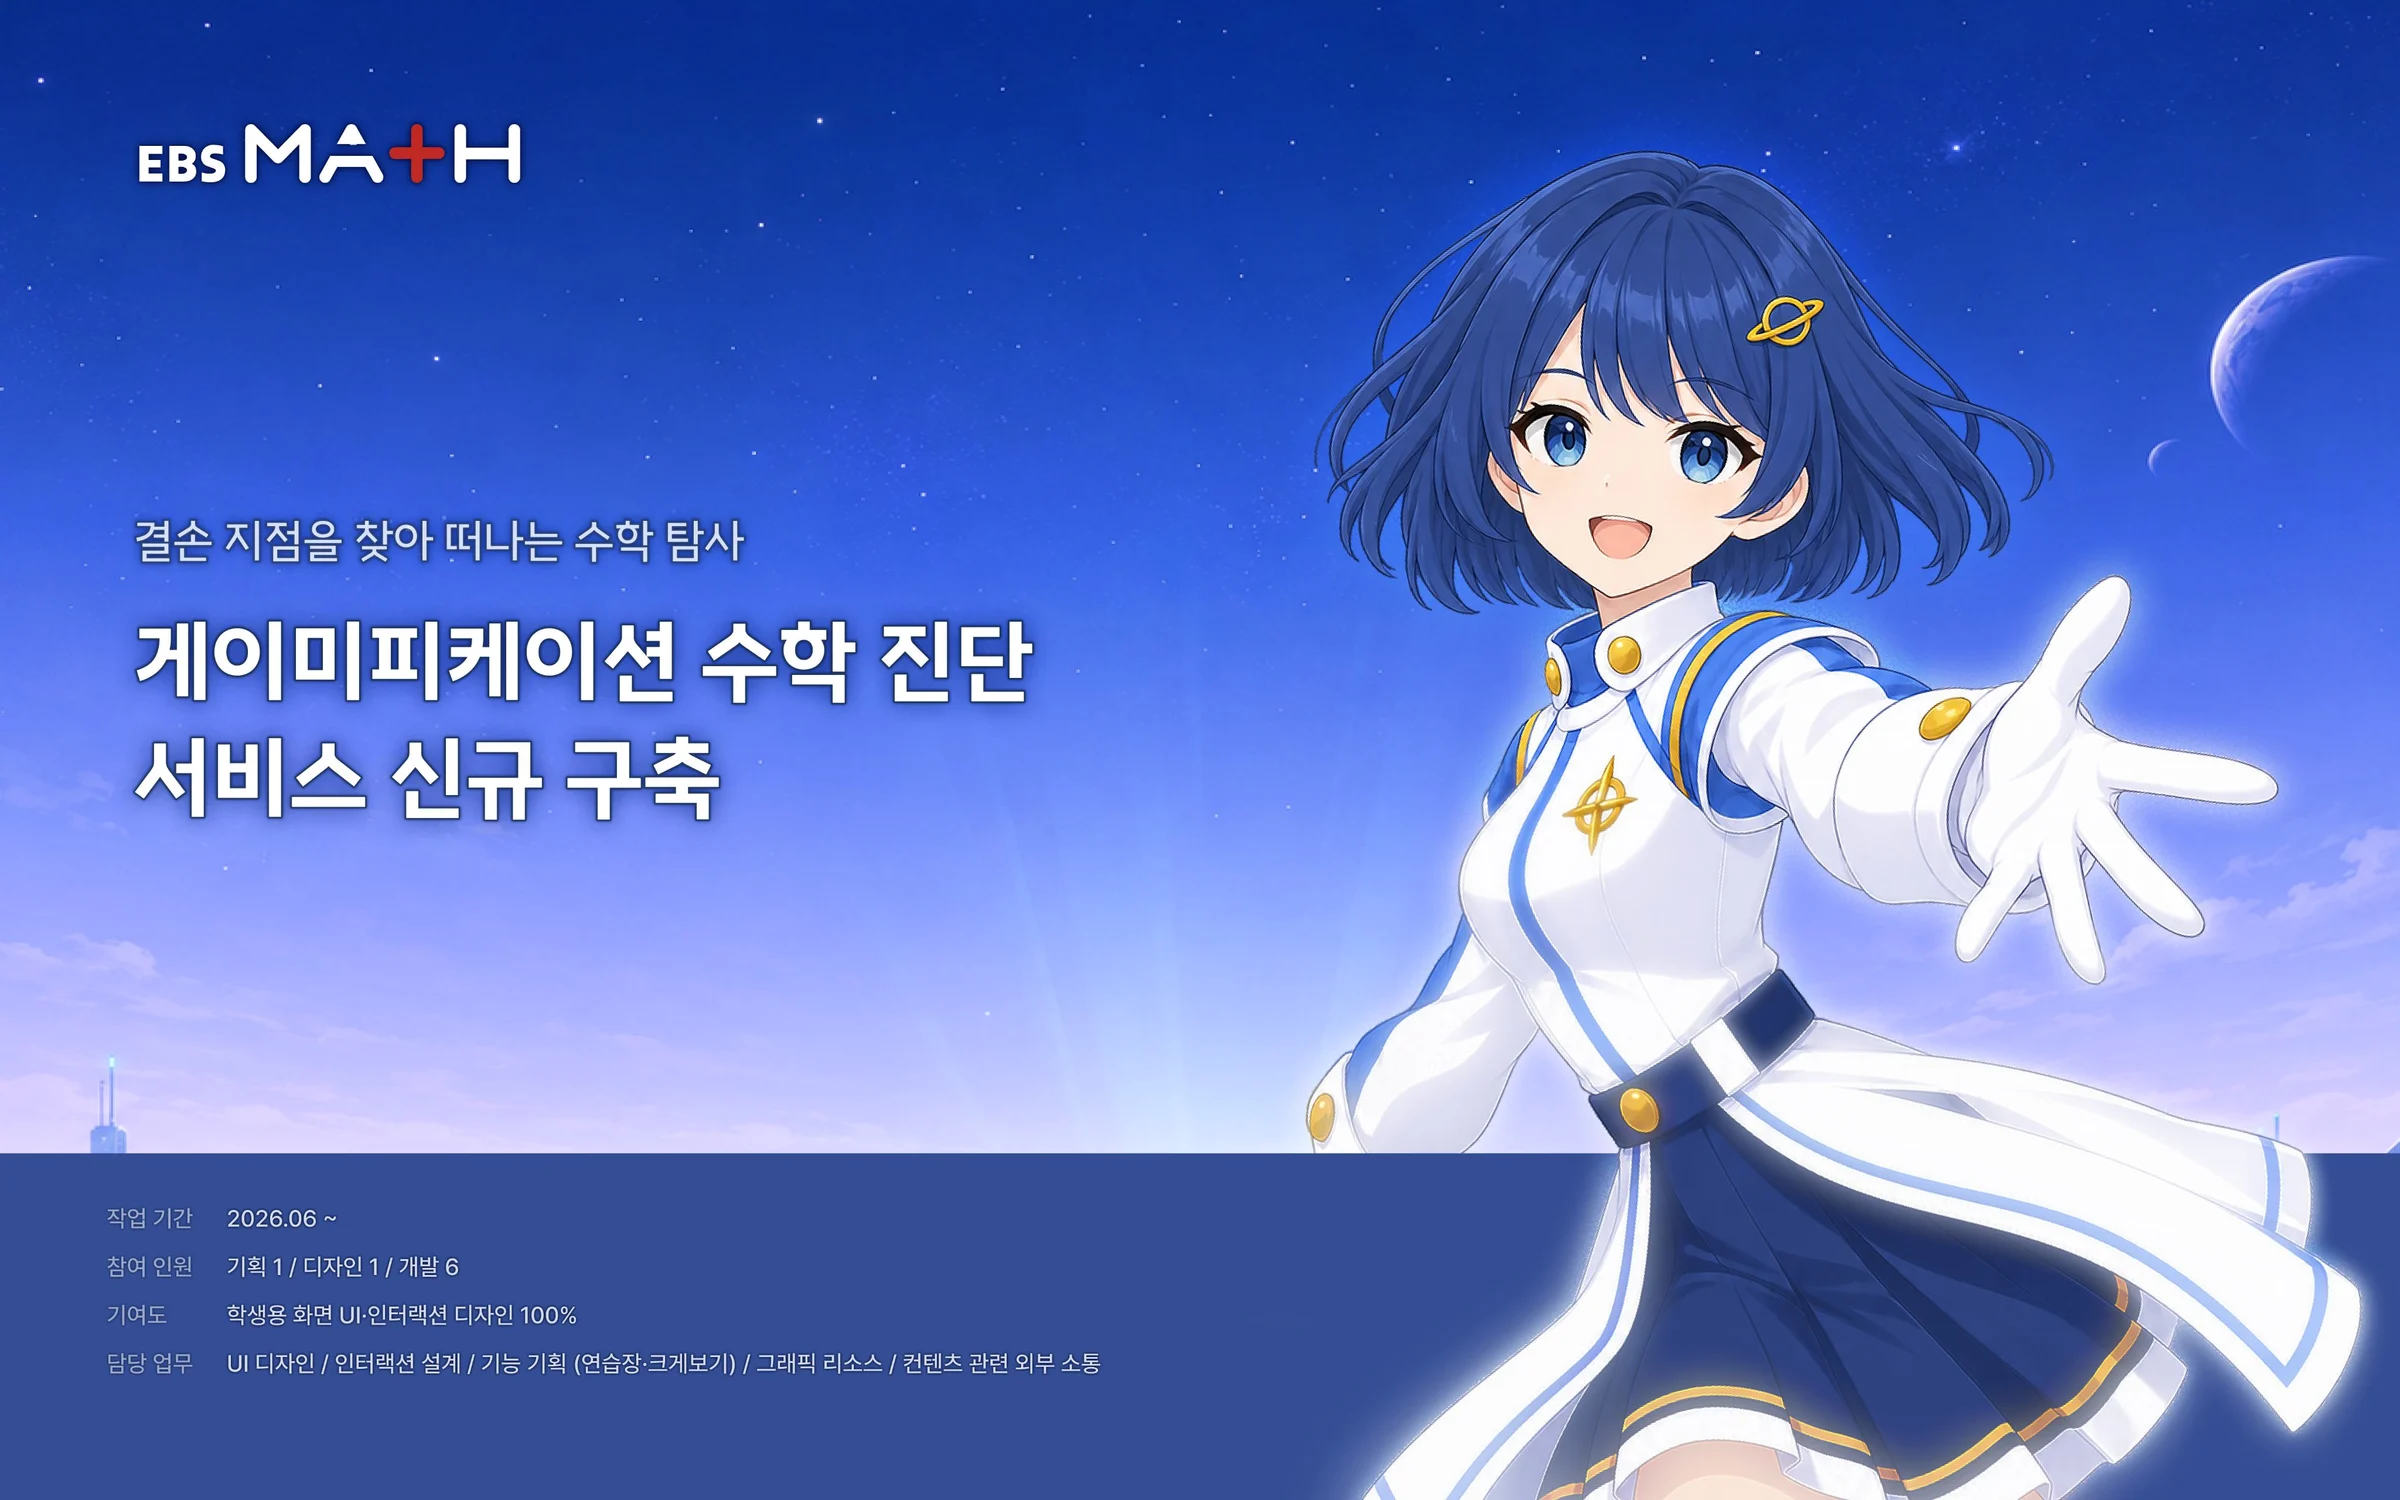 EBS MATH
결손 지점을 찾아 떠나는 수학 탐사
게이미피케이션 수학 진단
서비스 신규 구축
작업 기간 2026.06 ~
참여 인원 기획 1 / 디자인 1 / 개발 6
기여도 학생용 화면 UI·인터랙션 디자인 100%
담당 업무 UI 디자인 / 인터랙션 설계 / 기능 기획 (연습장·크게보기) / 그래픽 리소스 / 컨텐츠 관련 외부 소통